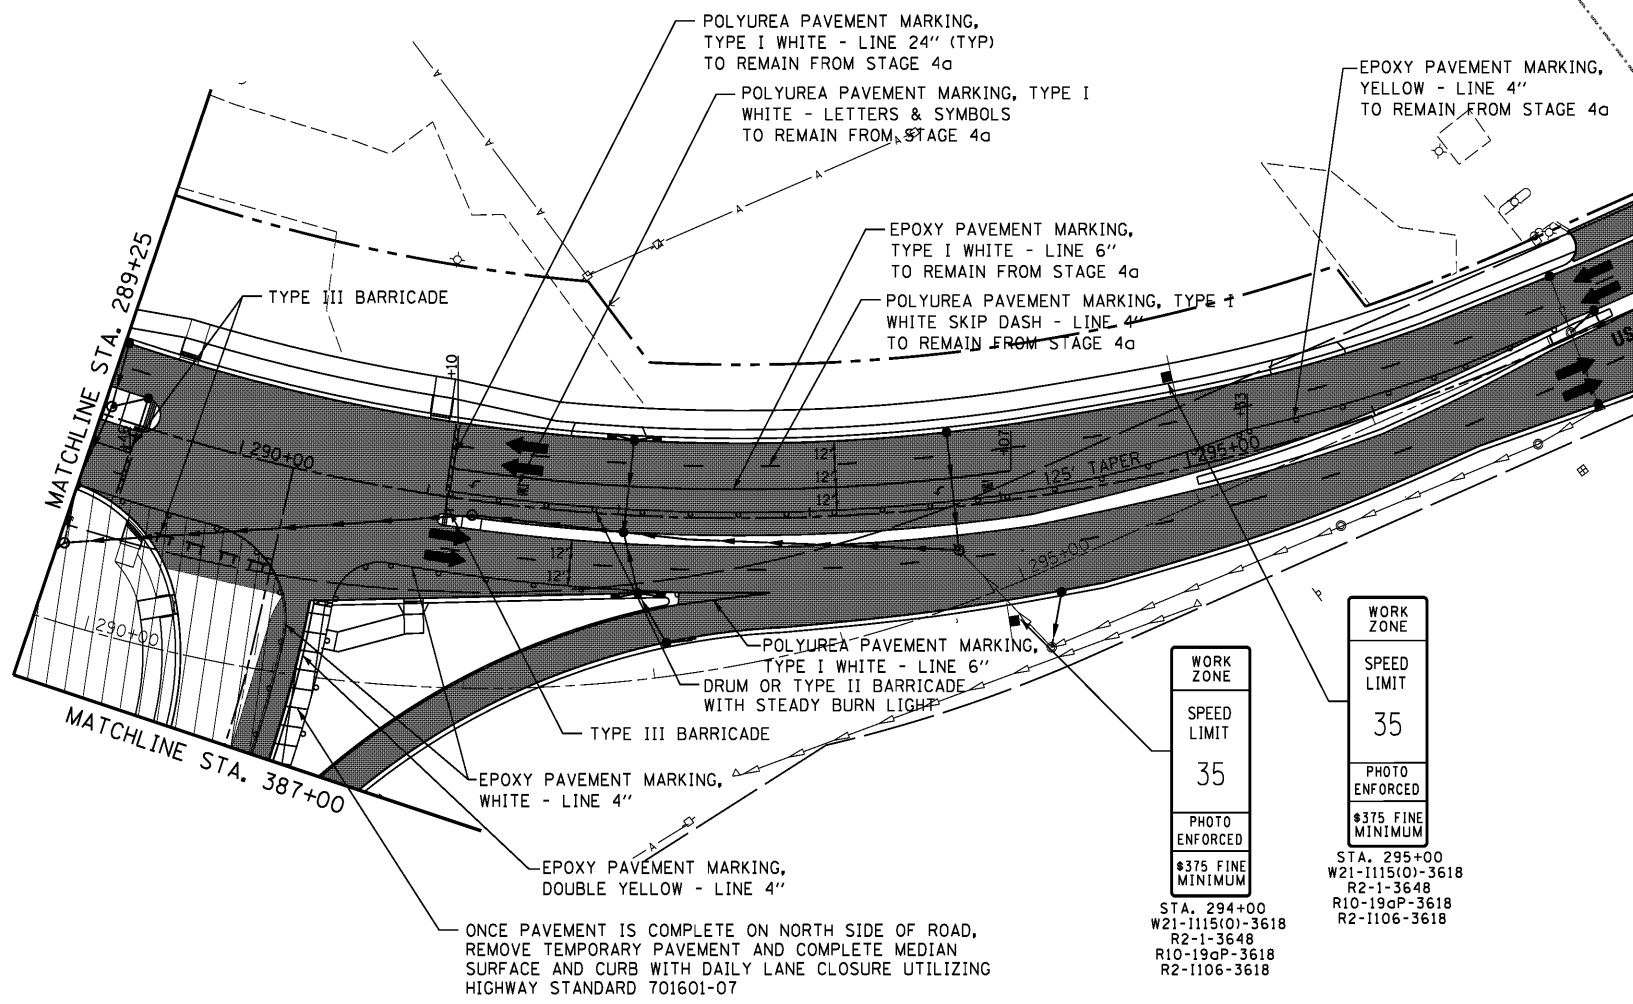 POLYUREA PAVEMENT MARKING,
TYPE I WHITE - LINE 24" (TYP)
TO REMAIN FROM STAGE 4a
POLYUREA PAVEMENT MARKING, TYPE I
WHITE - LETTERS & SYMBOLS
TO REMAIN FROM STAGE 4a
EPOXY PAVEMENT MARKING,
YELLOW - LINE 4"
TO REMAIN FROM STAGE 4a
EPOXY PAVEMENT MARKING,
TYPE I WHITE - LINE 6"
TO REMAIN FROM STAGE 4a
POLYUREA PAVEMENT MARKING, TYPE I
WHITE SKIP DASH - LINE 4"
TO REMAIN FROM STAGE 4a
TYPE III BARRICADE
MATCHLINE STA. 289+25
+10
290+00
12'
12'
12'
125' TAPER
295+00
US
12'
12'
295+00
290+00
POLYUREA PAVEMENT MARKING,
TYPE I WHITE - LINE 6"
DRUM OR TYPE II BARRICADE
WITH STEADY BURN LIGHT
TYPE III BARRICADE
MATCHLINE STA. 387+00
EPOXY PAVEMENT MARKING,
WHITE - LINE 4"
EPOXY PAVEMENT MARKING,
DOUBLE YELLOW - LINE 4"
ONCE PAVEMENT IS COMPLETE ON NORTH SIDE OF ROAD,
REMOVE TEMPORARY PAVEMENT AND COMPLETE MEDIAN
SURFACE AND CURB WITH DAILY LANE CLOSURE UTILIZING
HIGHWAY STANDARD 701601-07
WORK
ZONE
SPEED
LIMIT
35
PHOTO
ENFORCED
$375 FINE
MINIMUM
STA. 294+00
W21-I115(O)-3618
R2-1-3648
R10-19aP-3618
R2-I106-3618
WORK
ZONE
SPEED
LIMIT
35
PHOTO
ENFORCED
$375 FINE
MINIMUM
STA. 295+00
W21-I115(O)-3618
R2-1-3648
R10-19aP-3618
R2-I106-3618